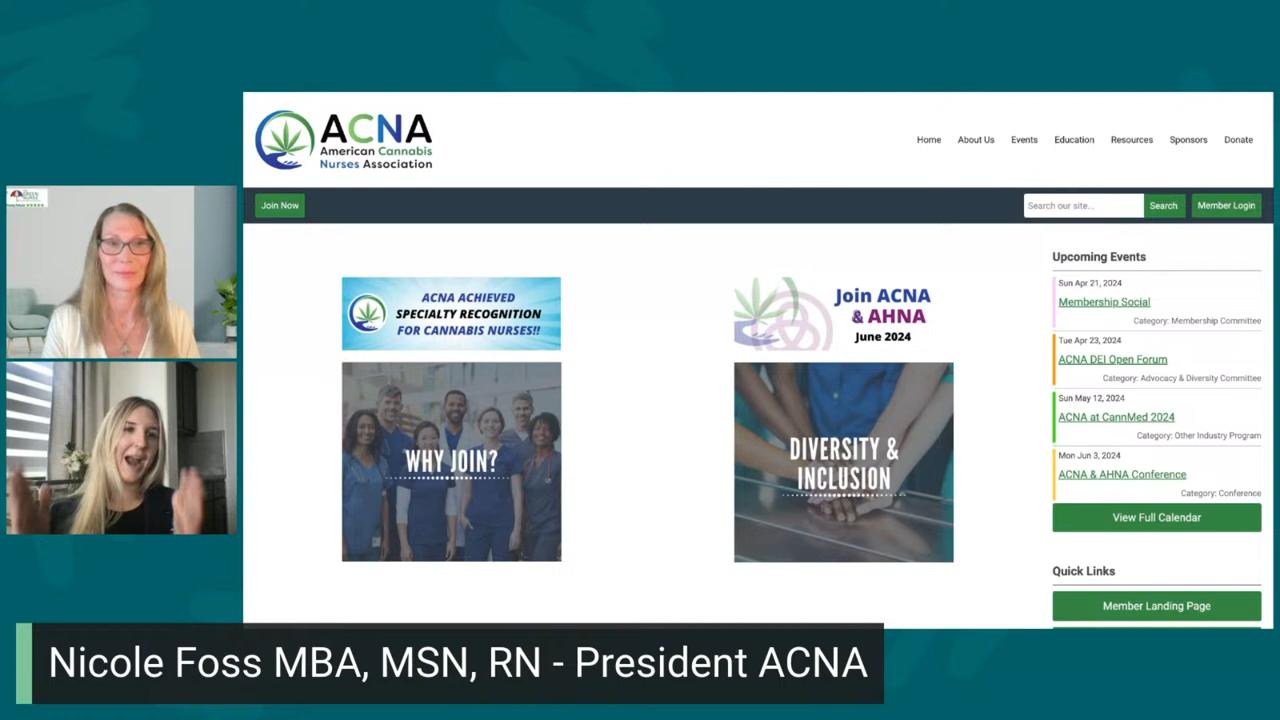 GREEN NURSE
ACNA
American Cannabis
Nurses Association
Home About Us Events Education Resources Sponsors Donate
Join Now
Search our site... Search Member Login
ACNA ACHIEVED
SPECIALTY RECOGNITION
FOR CANNABIS NURSES!!
Join ACNA
& AHNA
June 2024
WHY JOIN?
DIVERSITY &
INCLUSION
Upcoming Events
Sun Apr 21, 2024
Membership Social
Category: Membership Committee
Tue Apr 23, 2024
ACNA DEI Open Forum
Category: Advocacy & Diversity Committee
Sun May 12, 2024
ACNA at CannMed 2024
Category: Other Industry Program
Mon Jun 3, 2024
ACNA & AHNA Conference
Category: Conference
View Full Calendar
Quick Links
Member Landing Page
Nicole Foss MBA, MSN, RN - President ACNA